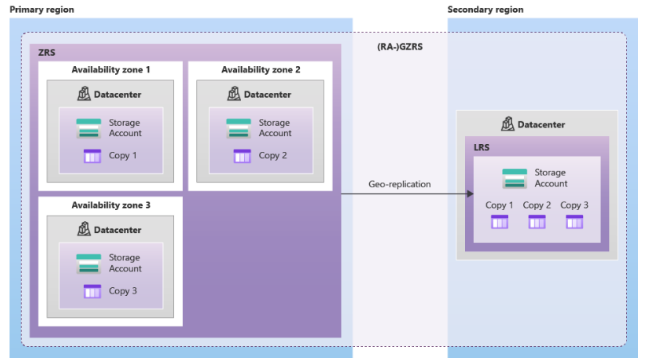 Primary region
Secondary region
(RA-)GZRS
ZRS
Availability zone 1
Datacenter
Storage
Account
Copy 1
Availability zone 2
Datacenter
Storage
Account
Copy 2
Availability zone 3
Datacenter
Storage
Account
Copy 3
Geo-replication
Datacenter
LRS
Storage
Account
Copy 1 Copy 2 Copy 3